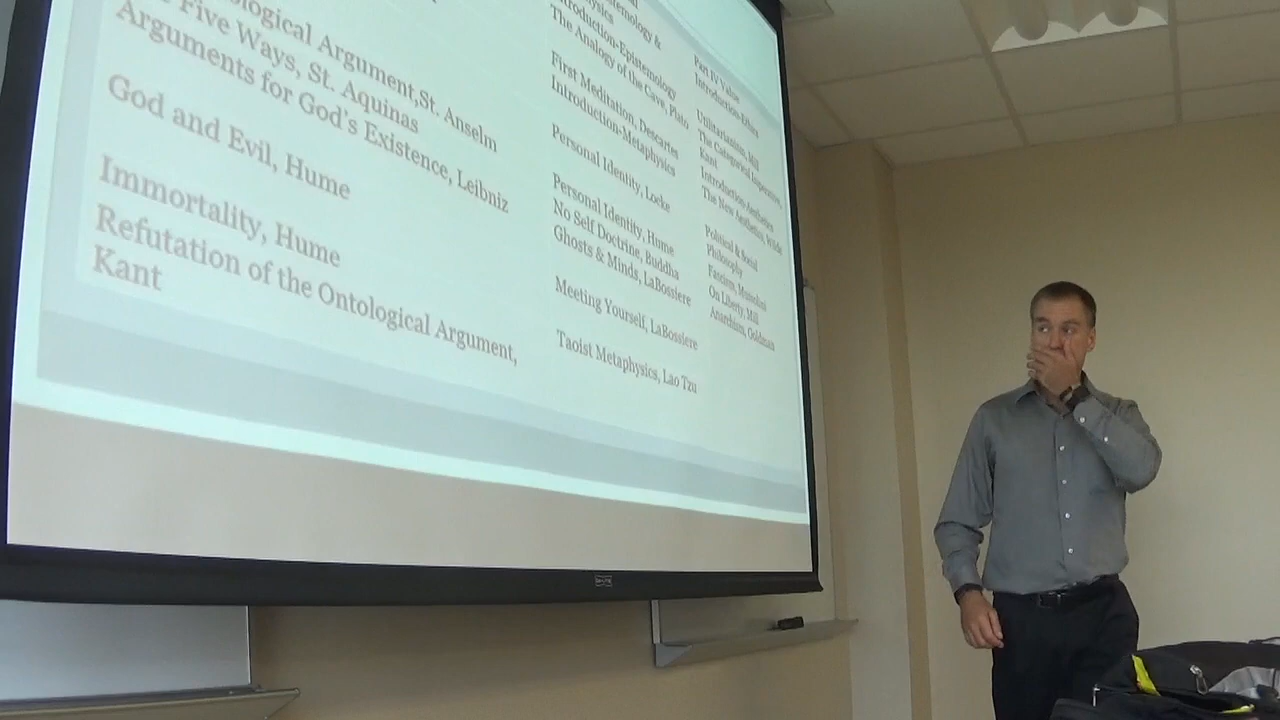 ological Argument,St. Anselm
Five Ways, St. Aquinas
Arguments for God's Existence, Leibniz
God and Evil, Hume
Immortality, Hume
Refutation of the Ontological Argument,
Kant
Epistemology &
Introduction-Epistemology
The Analogy of the Cave, Plato
First Meditation, Descartes
Introduction-Metaphysics
Personal Identity, Locke
Personal Identity, Hume
No Self Doctrine, Buddha
Ghosts & Minds, LaBossiere
Meeting Yourself, LaBossiere
Taoist Metaphysics, Lao Tzu
Part IV Value
Introduction-Ethics
Utilitarianism, Mill
The Categorical Imperative,
Kant
Introduction-Aesthetics
The New Aesthetics, Wilde
Political & Social
Philosophy
Fascism, Mussolini
On Liberty, Mill
Anarchism, Goldman